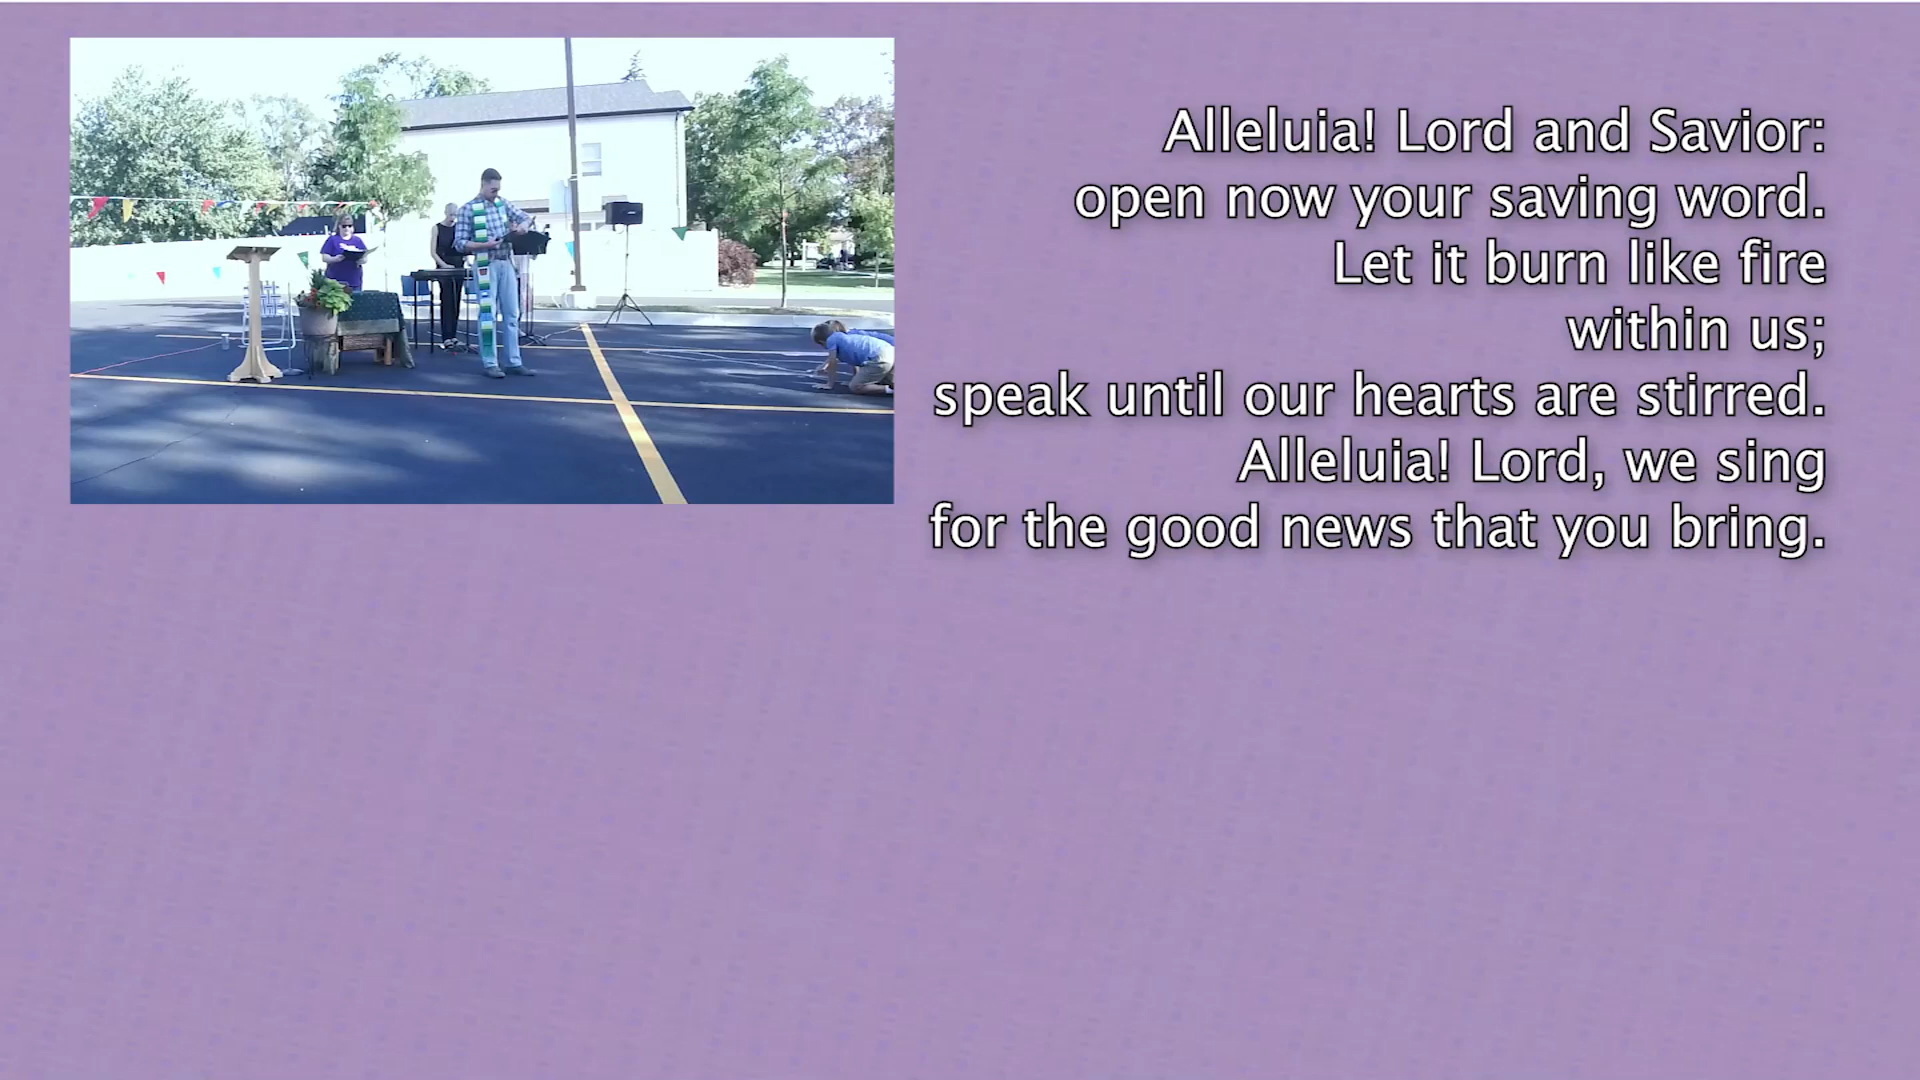 Alleluia! Lord and Savior:
open now your saving word.
Let it burn like fire
within us;
speak until our hearts are stirred.
Alleluia! Lord, we sing
for the good news that you bring.